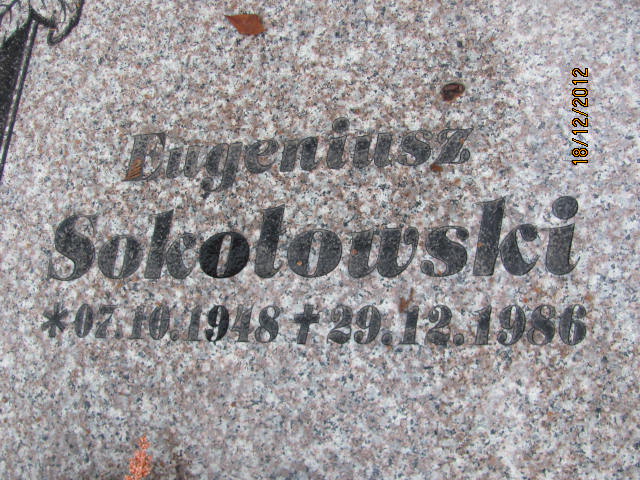 Eugeniusz
Sokołowski
*07.10.1948 ✝ 29.12.1986
18/12/2012